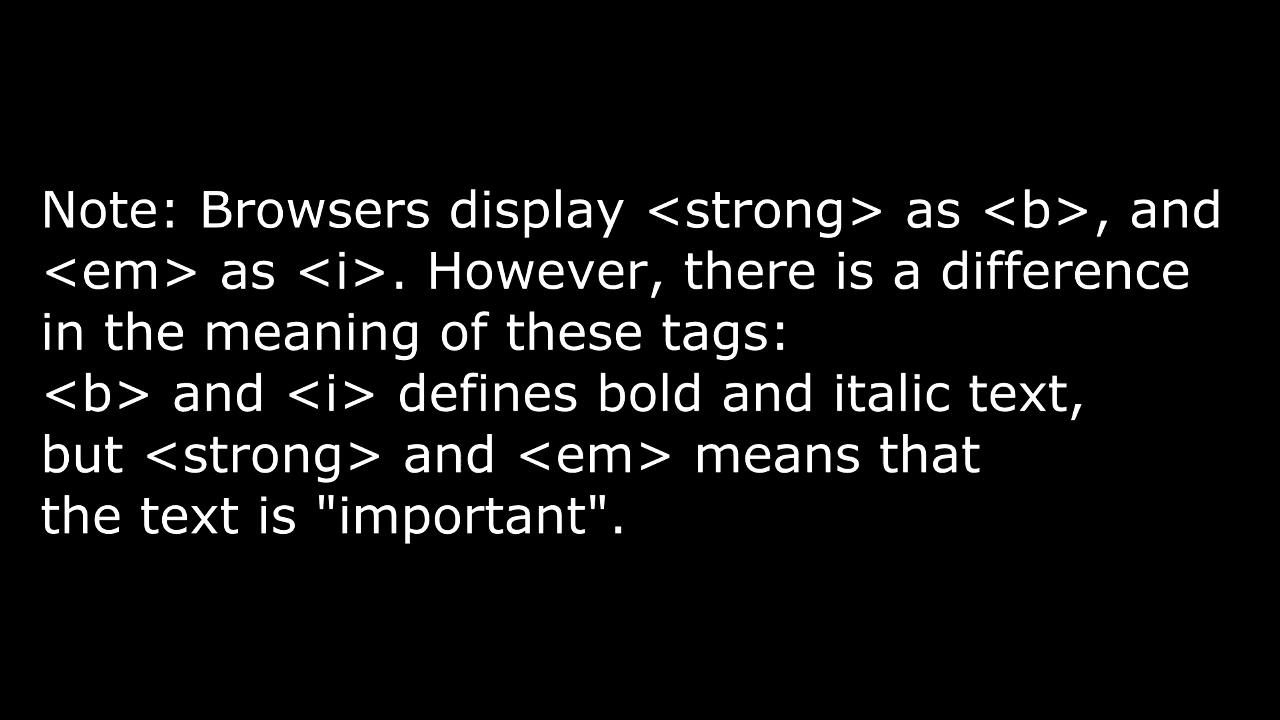 Note: Browsers display <strong> as <b>, and
<em> as <i>. However, there is a difference
in the meaning of these tags:
<b> and <i> defines bold and italic text,
but <strong> and <em> means that
the text is "important".